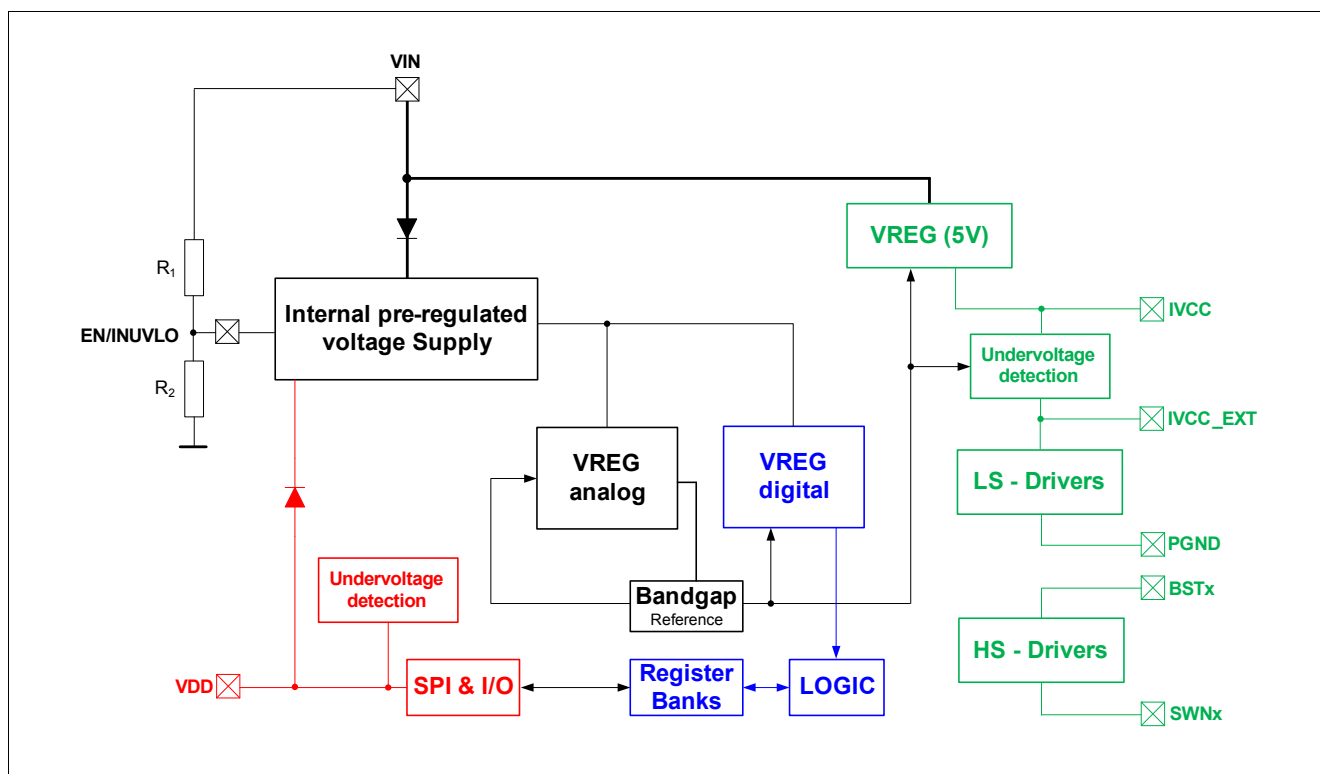 VIN
VREG (5V)
R1
Internal pre-regulated
voltage Supply
IVCC
EN/INUVLO
Undervoltage
detection
R2
IVCC_EXT
VREG
analog
VREG
digital
LS - Drivers
PGND
Undervoltage
detection
BSTx
Bandgap
Reference
HS - Drivers
VDD
SPI & I/O
Register
Banks
LOGIC
SWNx